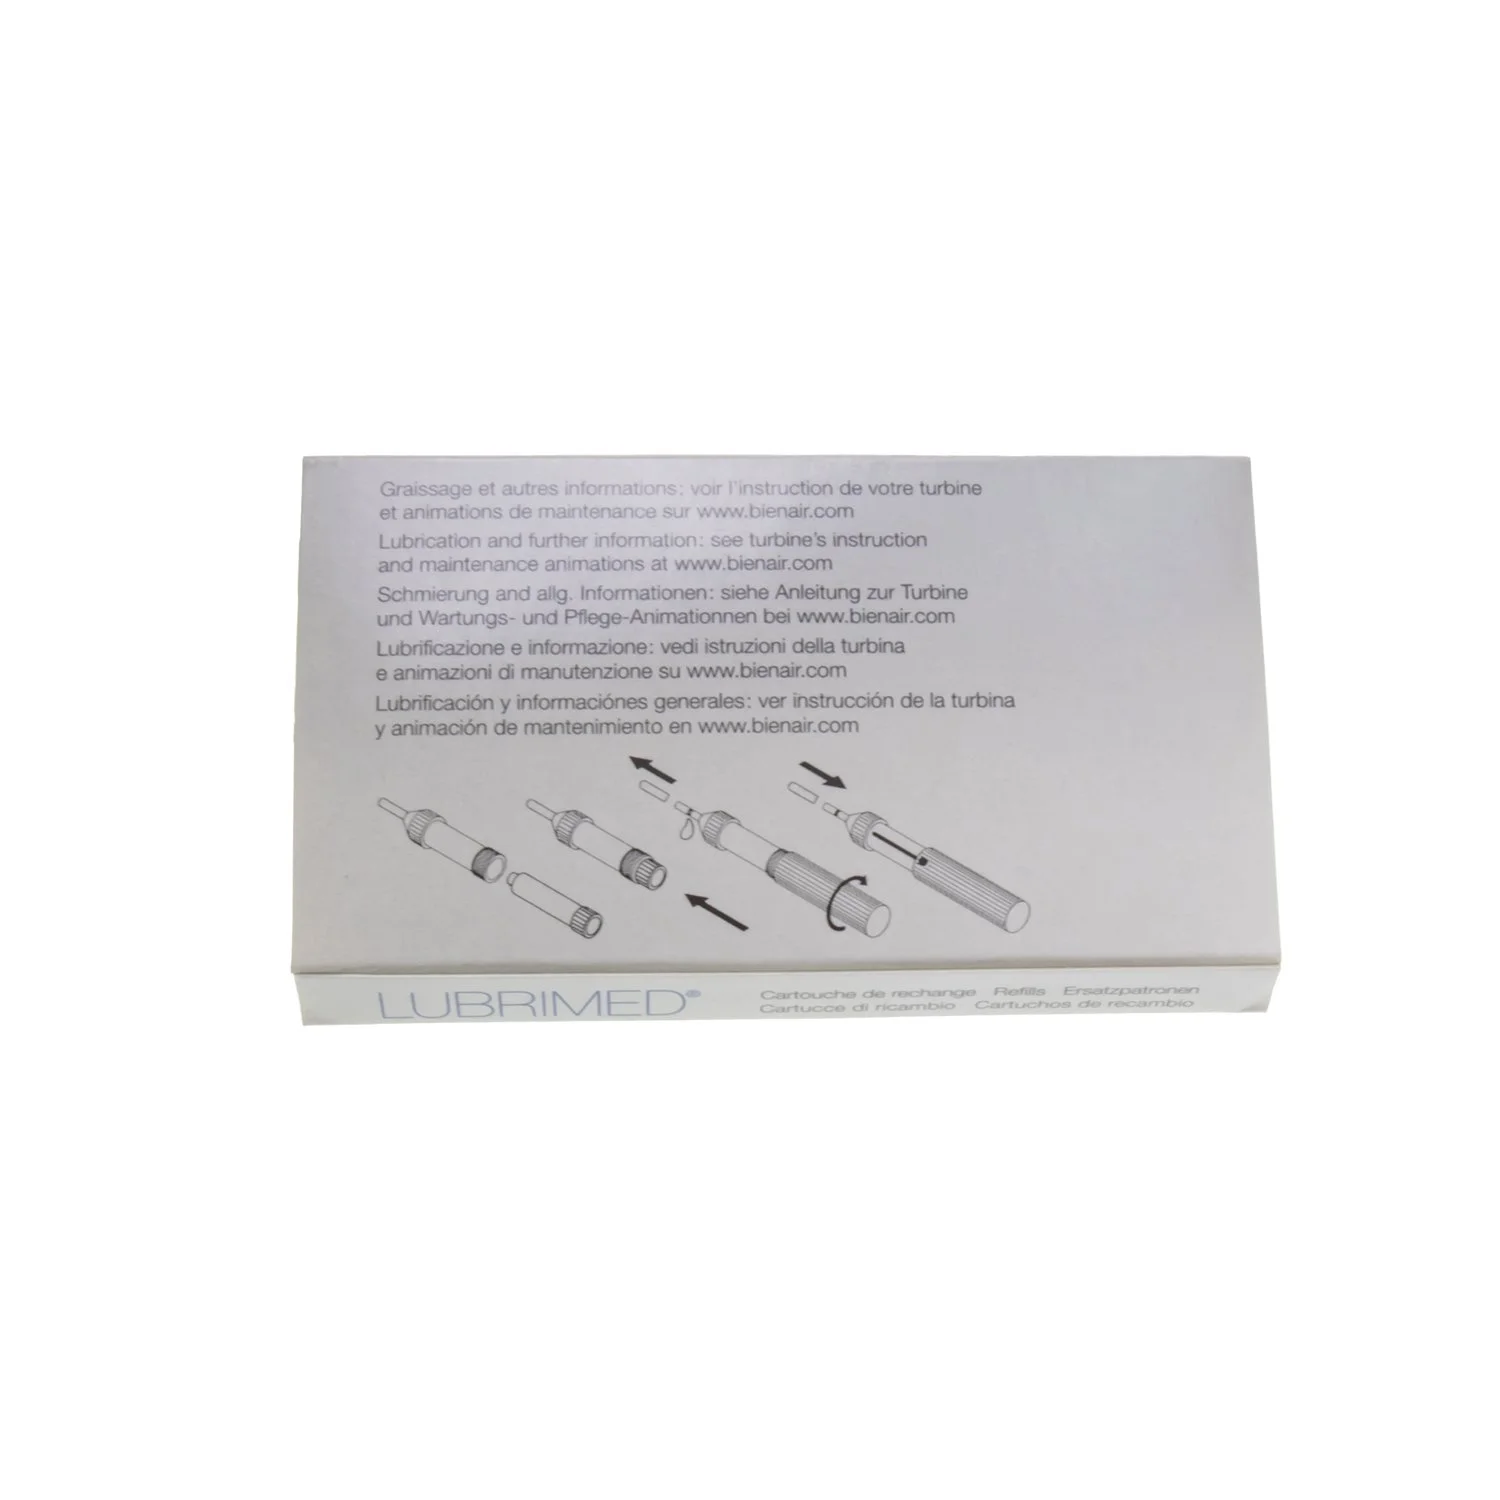 Graissage et autres informations: voir l'instruction de votre turbine
et animations de maintenance sur www.bienair.com
Lubrication and further information: see turbine's instruction
and maintenance animations at www.bienair.com
Schmierung and allg. Informationen: siehe Anleitung zur Turbine
und Wartungs- und Pflege-Animationnen bei www.bienair.com
Lubrificazione e informazione: vedi istruzioni della turbina
e animazioni di manutenzione su www.bienair.com
Lubrificación y informaciónes generales: ver instrucción de la turbina
y animación de mantenimiento en www.bienair.com
LUBRIMED®
Cartouche de rechange Refills Ersatzpatronen
Cartucce di ricambio Cartuchos de recambio